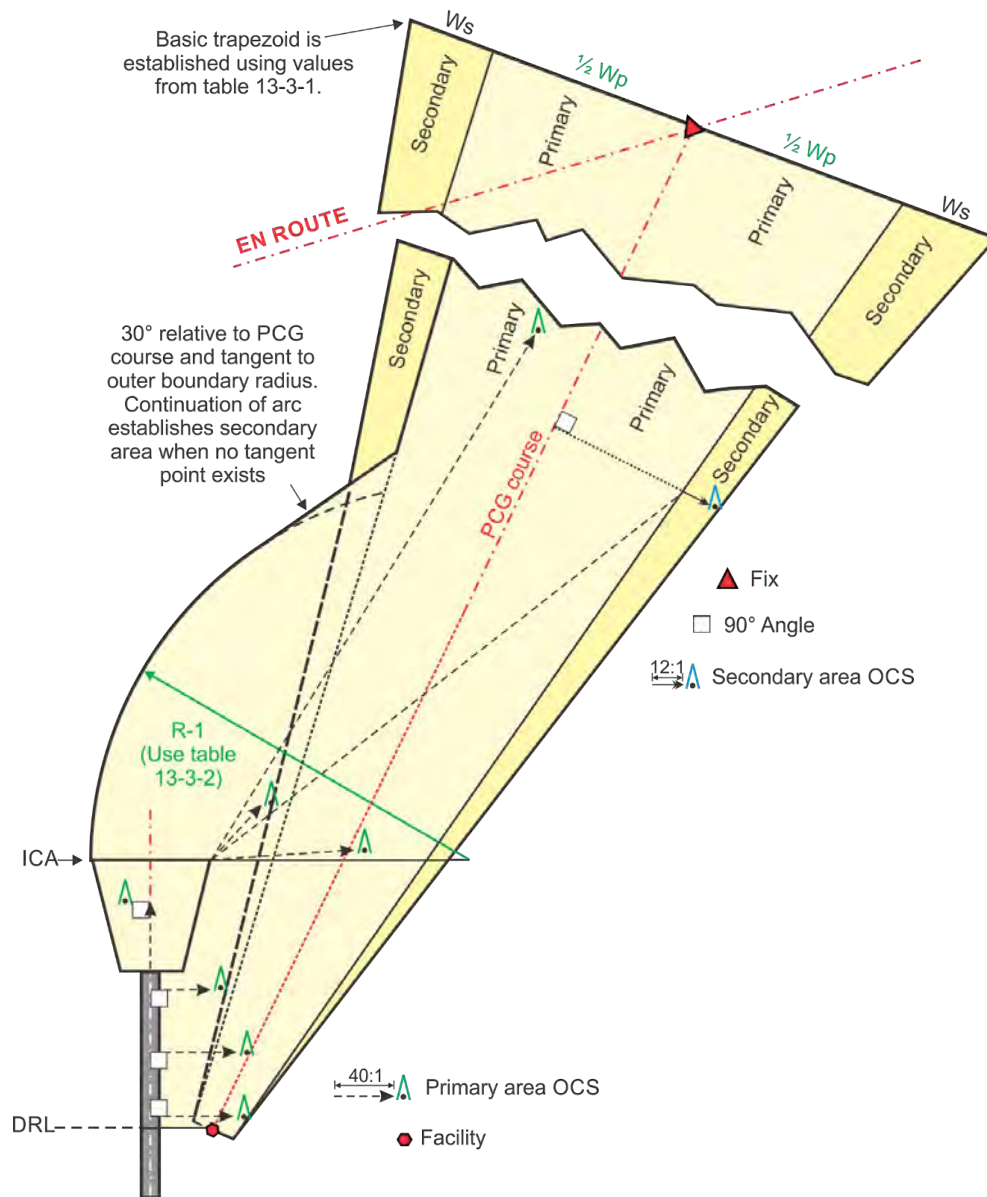 Ws
Basic trapezoid is
established using values
from table 13-3-1.
½ Wp
Secondary
Primary
½ Wp
Primary
Ws
EN ROUTE
Secondary
Secondary
30° relative to PCG
course and tangent to
outer boundary radius.
Continuation of arc
establishes secondary
area when no tangent
point exists
Primary
Primary
PCG course
Secondary
Fix
90° Angle
12:1
Secondary area OCS
R-1
(Use table
13-3-2)
ICA
40:1
Primary area OCS
DRL
Facility